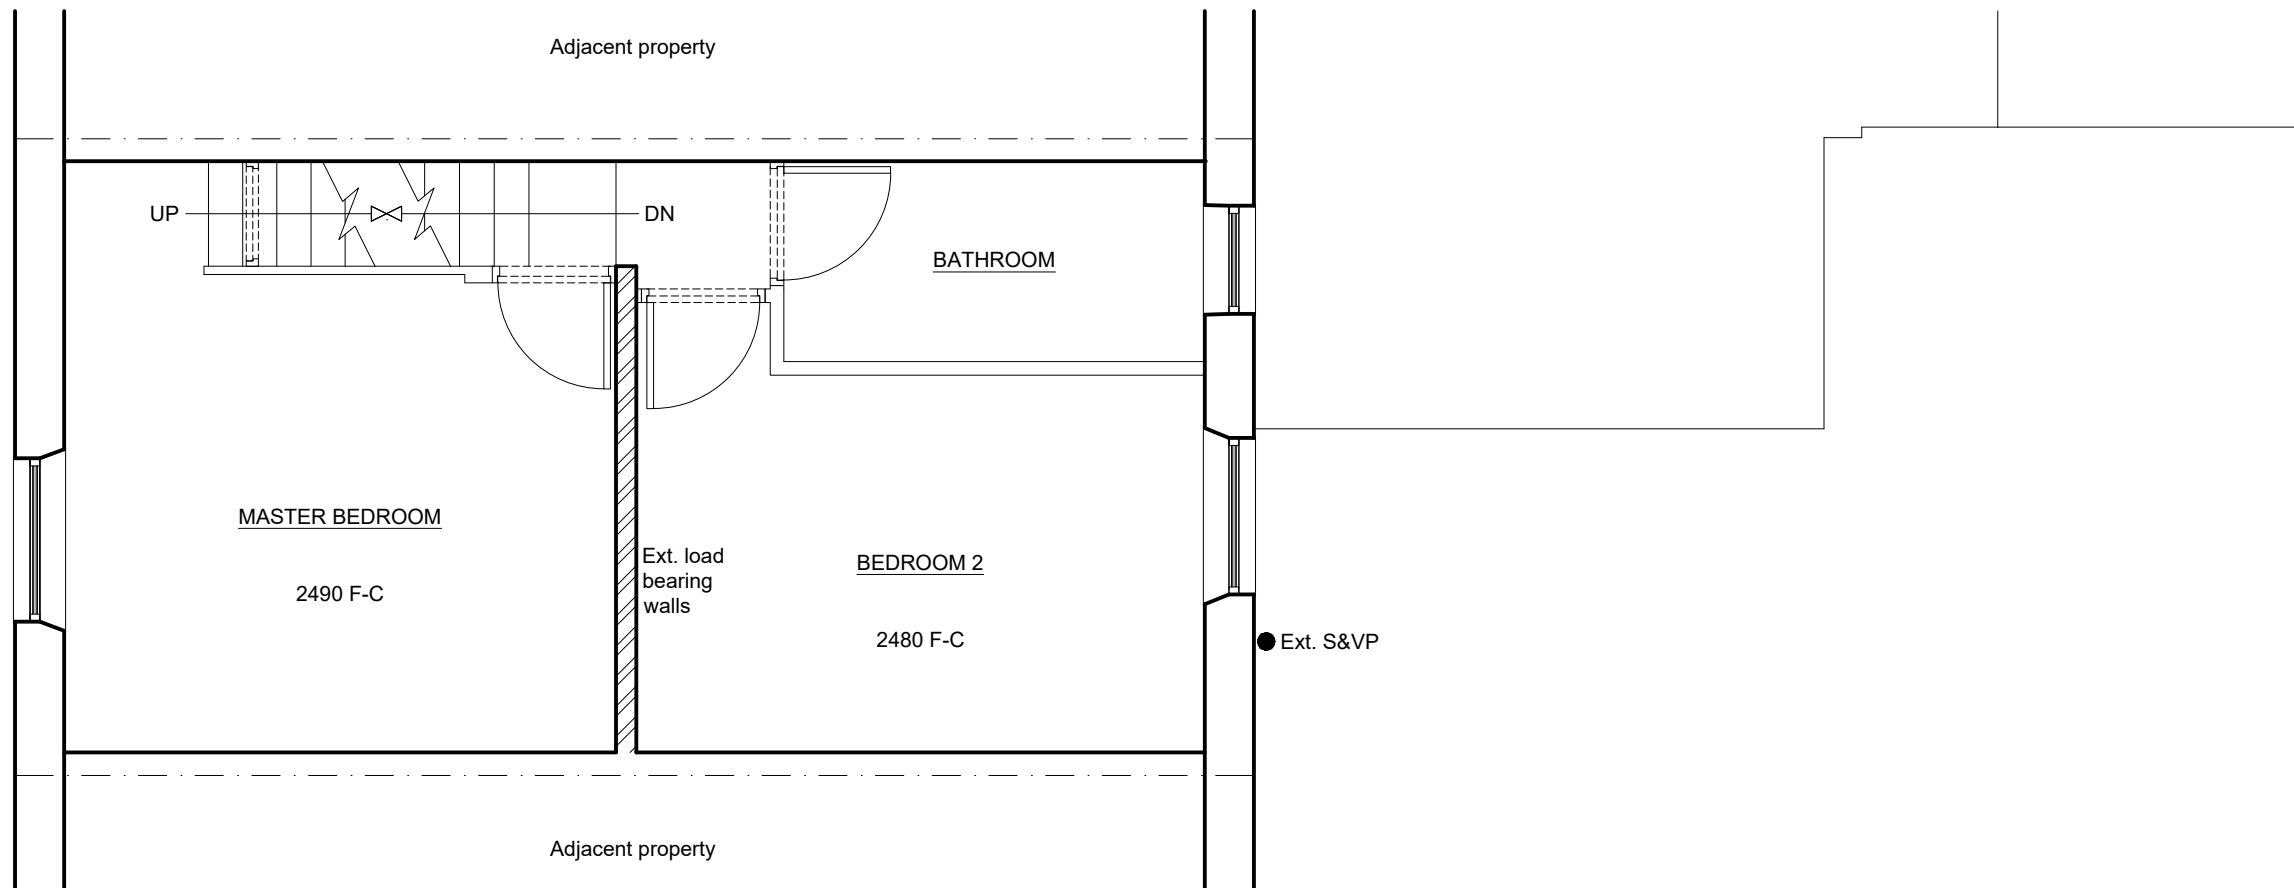 Adjacent property
UP
DN
BATHROOM
MASTER BEDROOM
2490 F-C
Ext. load
bearing
walls
BEDROOM 2
2480 F-C
Ext. S&VP
Adjacent property